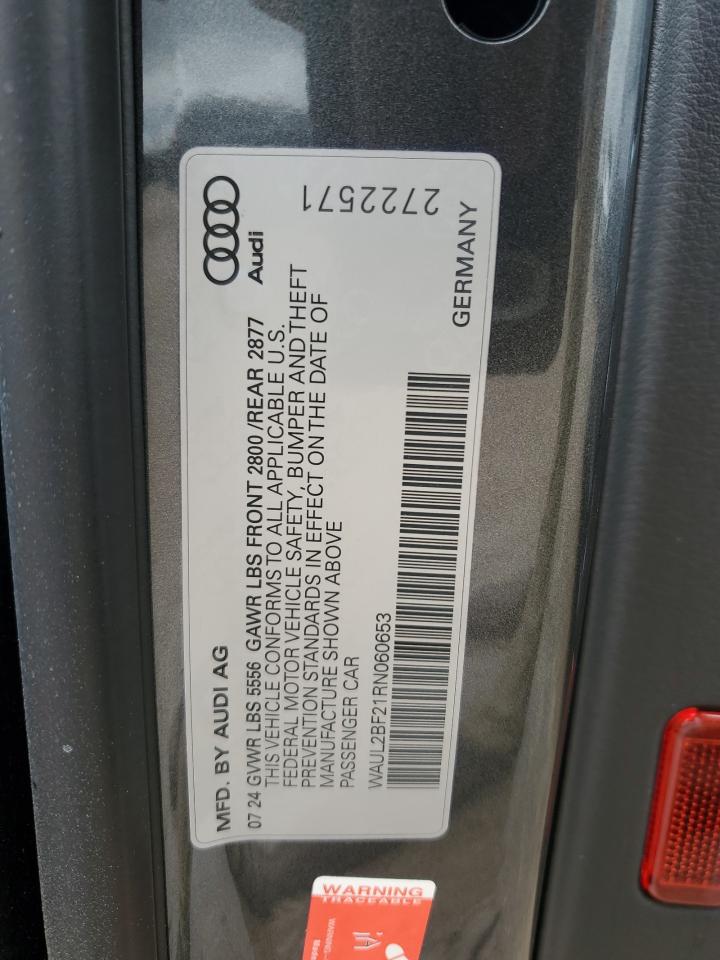 MFD. BY AUDI AG
07 24 GVWR LBS 5556 GAWR LBS FRONT 2800/REAR 2877
THIS VEHICLE CONFORMS TO ALL APPLICABLE U.S.
FEDERAL MOTOR VEHICLE SAFETY, BUMPER AND THEFT
PREVENTION STANDARDS IN EFFECT ON THE DATE OF
MANUFACTURE SHOWN ABOVE
PASSENGER CAR
WAUL2BF21RN060653
Audi
2722571
GERMANY
WARNING
TRACEABLE